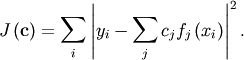 J(𝐜) = ∑_i |y_i − ∑_j c_j f_j(x_i)|^2.